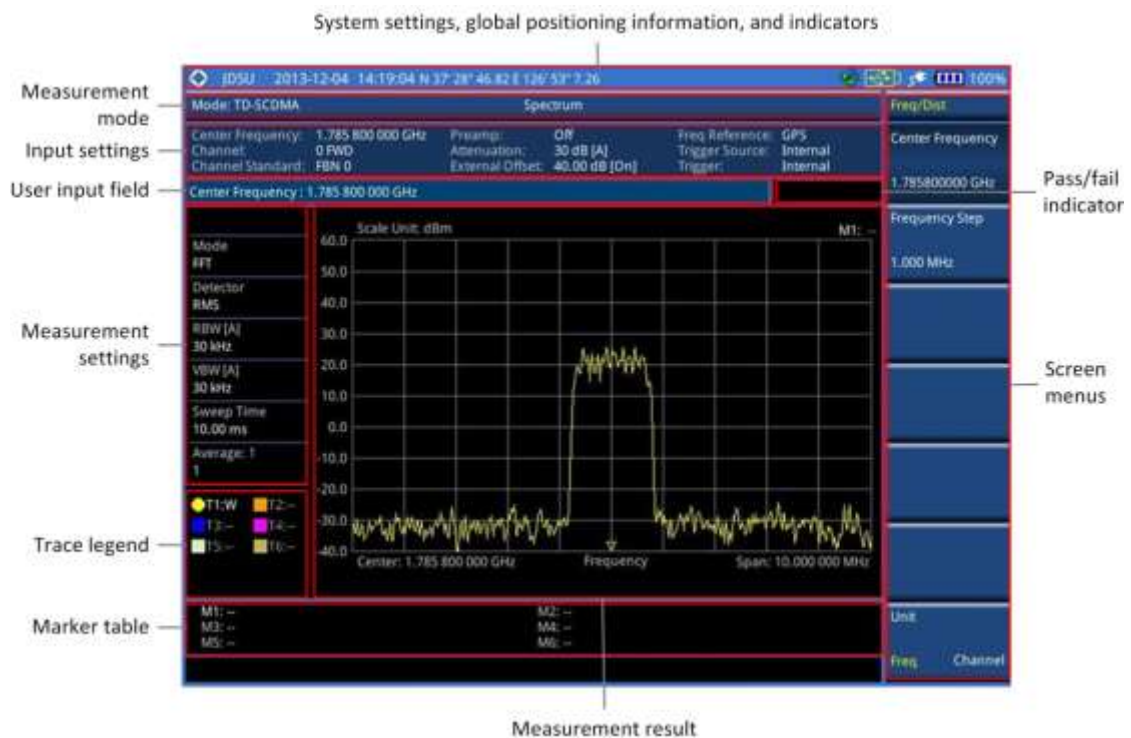 System settings, global positioning information, and indicators
JDSU 2013-12-04 14:19:04 N 37° 28" 46.82 E 126° 53" 7.26 100%
Measurement mode
Mode: TD-SCDMA Spectrum Freq/Dist
Input settings
Center Frequency: 1.785 800 000 GHz Preamp: Off Freq Reference: GPS
Channel: 0 FWD Attenuation: 30 dB [A] Trigger Source: Internal
Channel Standard: FBN 0 External Offset: 40.00 dB [On] Trigger: Internal
Center Frequency
1.785800000 GHz
User input field
Center Frequency : 1.785 800 000 GHz
Pass/fail indicator
Frequency Step
1.000 MHz
Measurement settings
Mode
FFT
Detector
RMS
RBW [A]
30 kHz
VBW [A]
30 kHz
Sweep Time
10.00 ms
Average: 1
1
Scale Unit: dBm M1: --
60.0
50.0
40.0
30.0
20.0
10.0
0.0
-10.0
-20.0
-30.0
-40.0
Center: 1.785 800 000 GHz Frequency Span: 10.000 000 MHz
Screen menus
Trace legend
T1:W T2:--
T3:-- T4:--
T5:-- T6:--
Marker table
M1: -- M2: --
M3: -- M4: --
M5: -- M6: --
Unit
Freq Channel
Measurement result